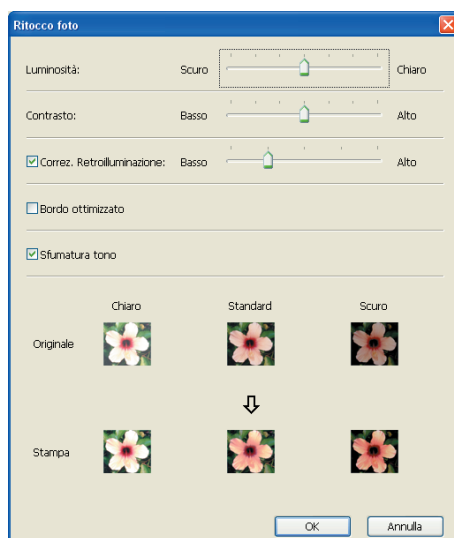 Ritocco foto
Luminosità: Scuro Chiaro
Contrasto: Basso Alto
Correz. Retroilluminazione: Basso Alto
Bordo ottimizzato
Sfumatura tono
Chiaro Standard Scuro
Originale
Stampa
OK Annulla